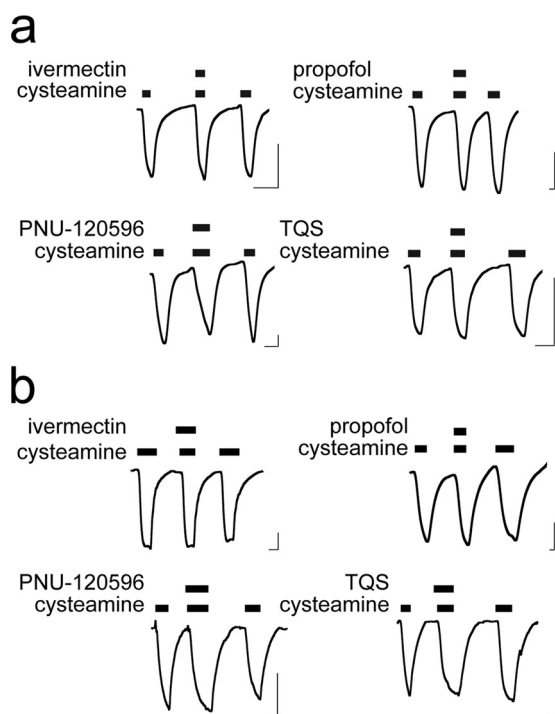 a
ivermectin
cysteamine
propofol
cysteamine
PNU-120596
cysteamine
TQS
cysteamine
b
ivermectin
cysteamine
propofol
cysteamine
PNU-120596
cysteamine
TQS
cysteamine